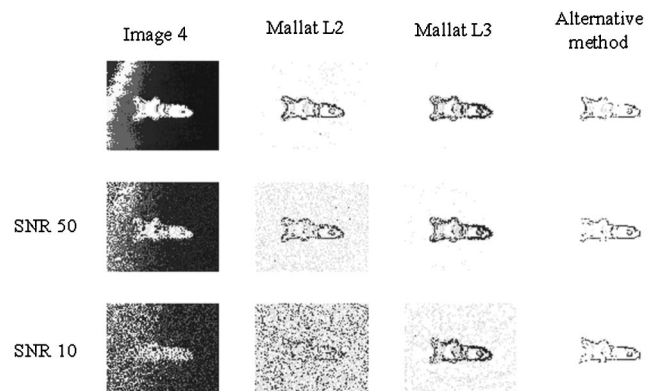 Image 4
Mallat L2
Mallat L3
Alternative
method
SNR 50
SNR 10